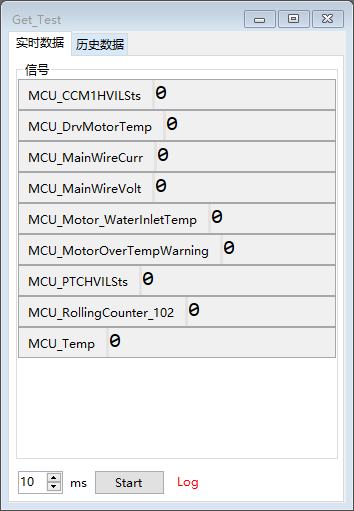 Get_Test
实时数据 历史数据
信号
MCU_CCM1HVILSts 0
MCU_DrvMotorTemp 0
MCU_MainWireCurr 0
MCU_MainWireVolt 0
MCU_Motor_WaterInletTemp 0
MCU_MotorOverTempWarning 0
MCU_PTCHVILSts 0
MCU_RollingCounter_102 0
MCU_Temp 0
10 ms Start Log